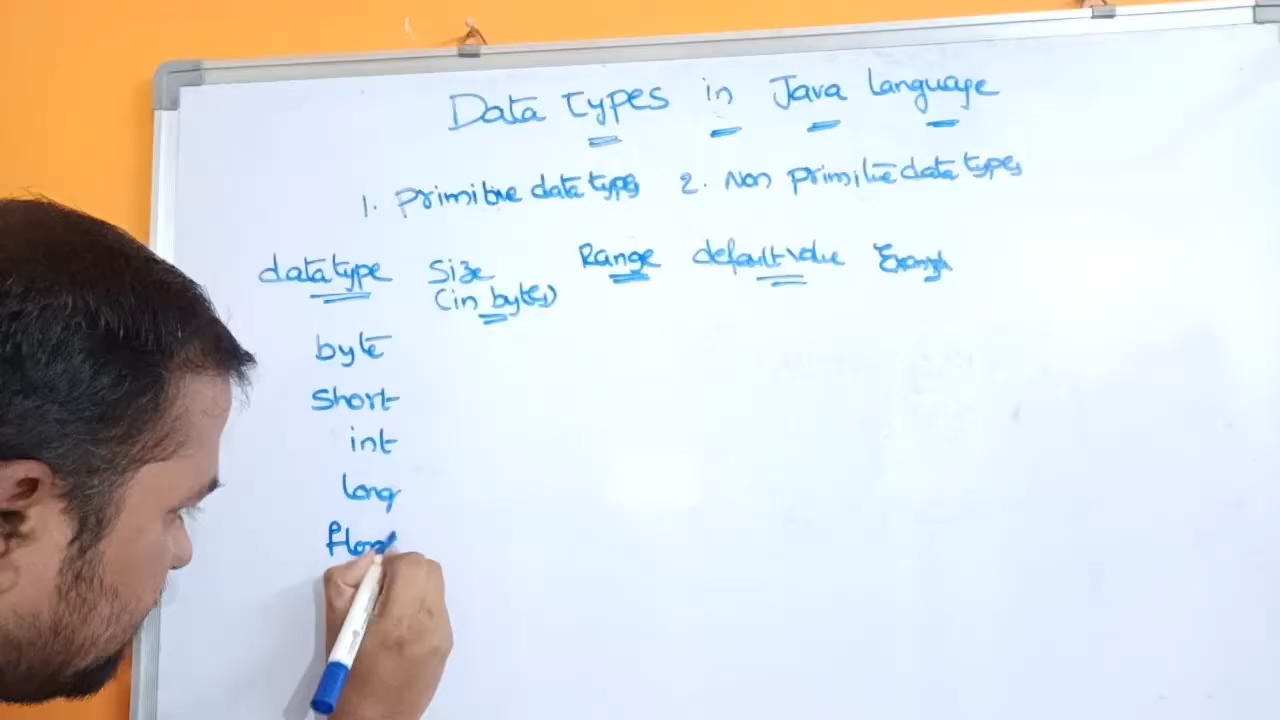 Data Types in Java language
1. Primitive data types 2. Non primitive data types
datatype Size Range default value Example
(in bytes)
byte
short
int
long
floa